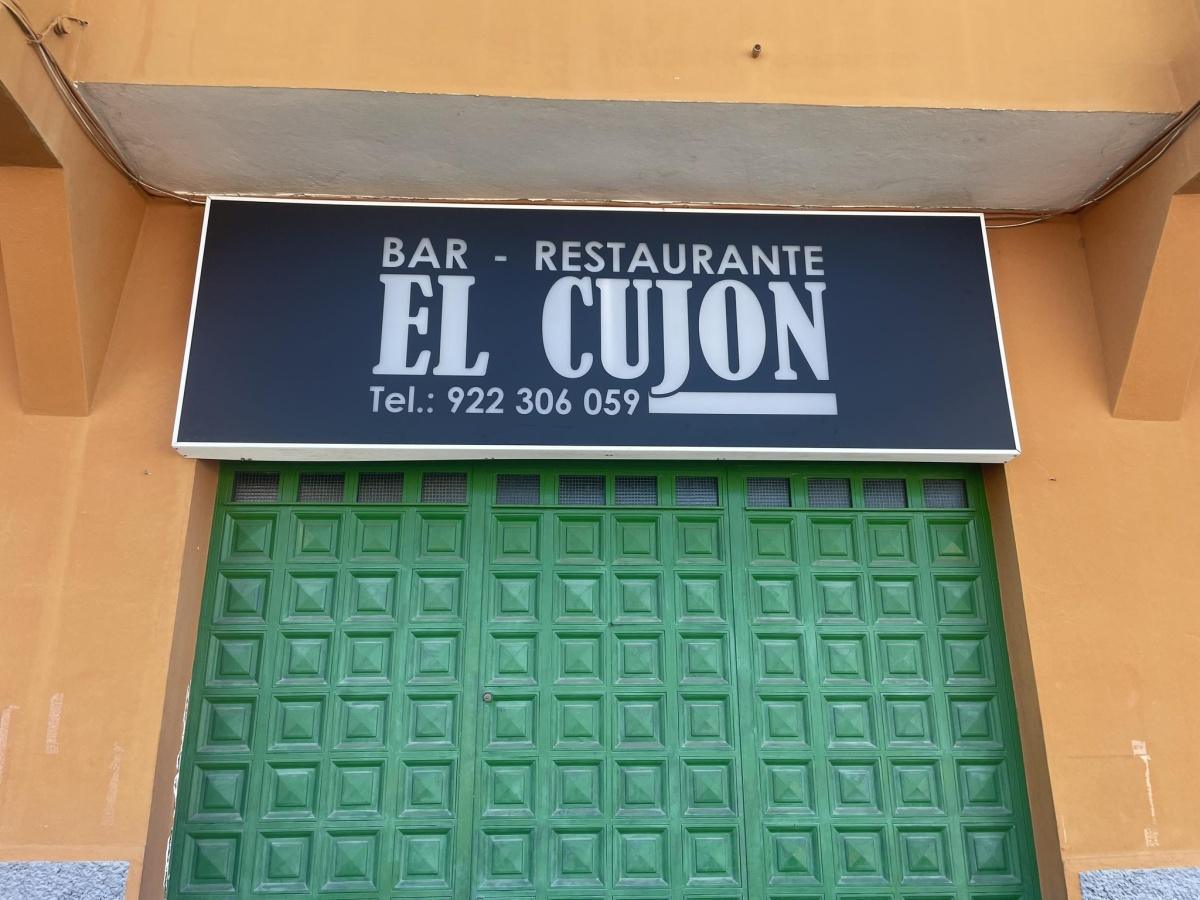 BAR - RESTAURANTE
EL CUJON
Tel.: 922 306 059